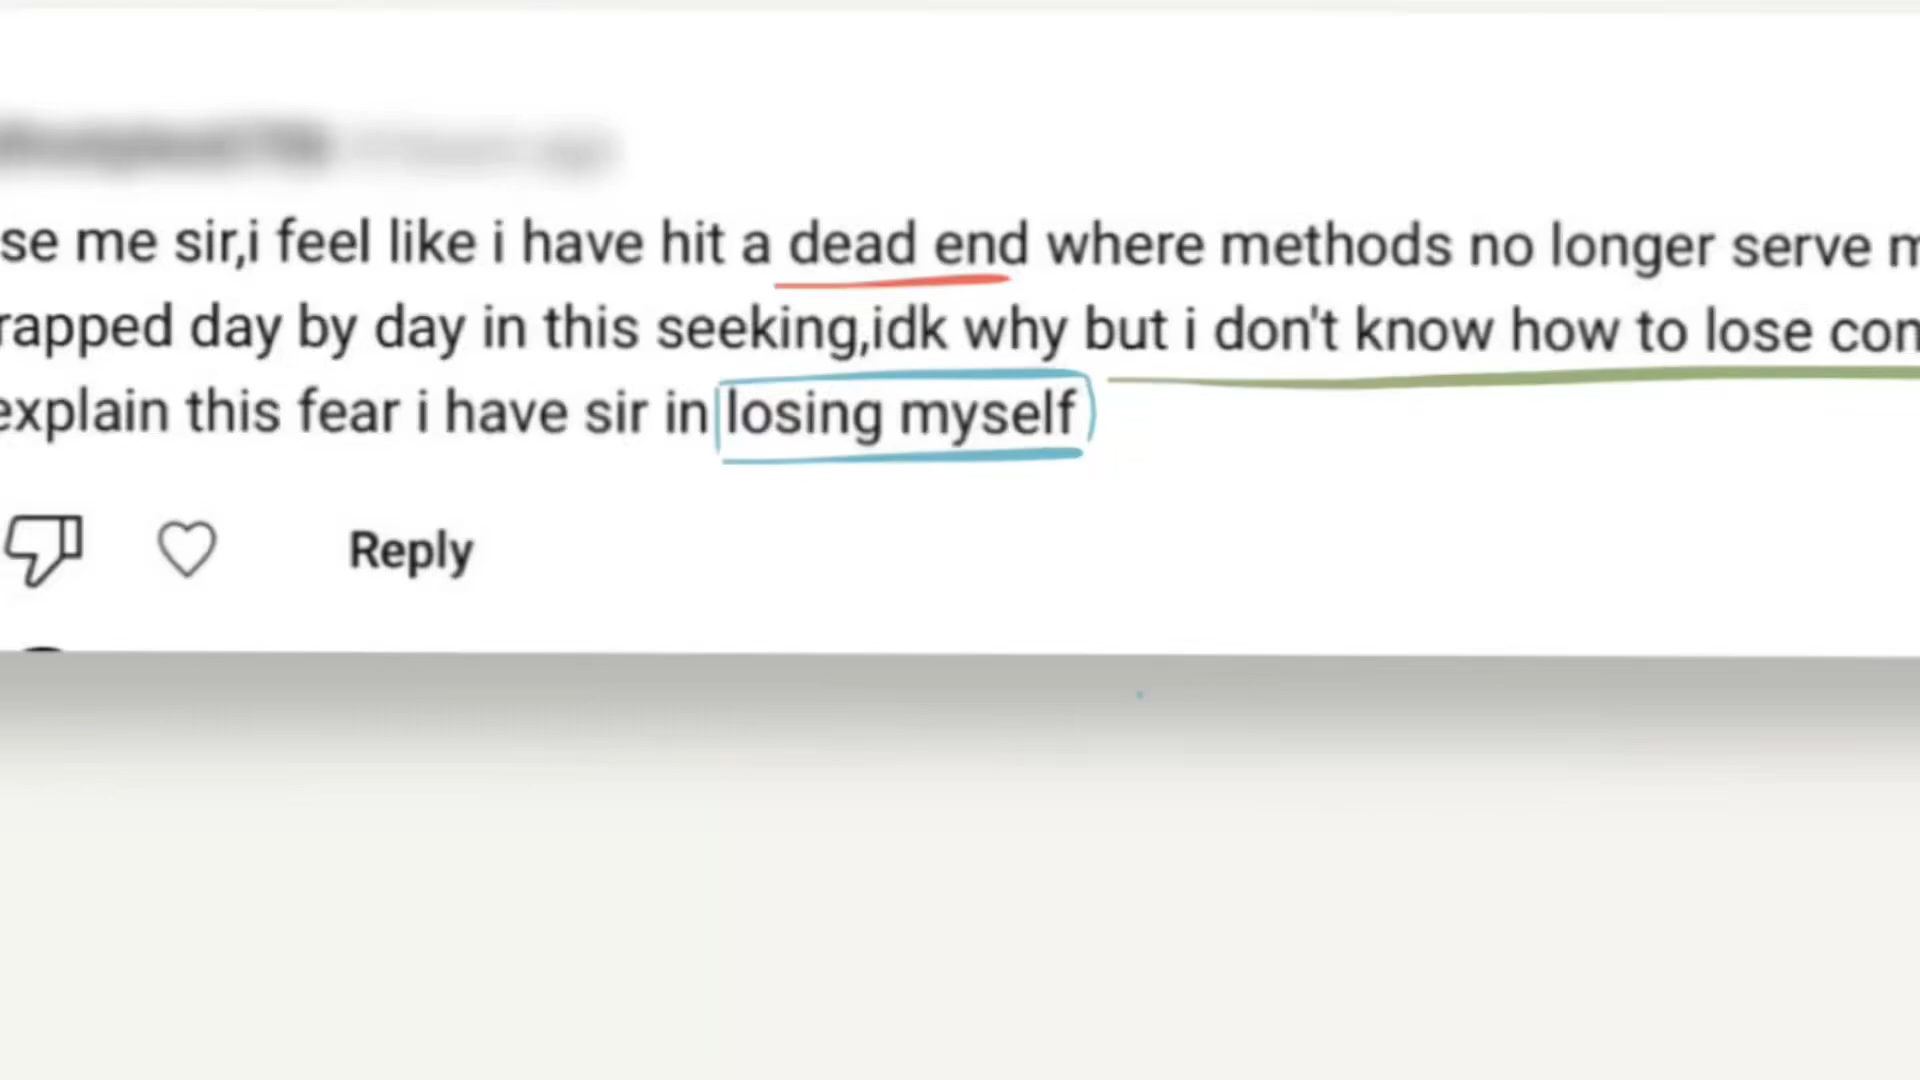 se me sir,i feel like i have hit a dead end where methods no longer serve m
rapped day by day in this seeking,idk why but i don't know how to lose con
explain this fear i have sir in losing myself
Reply